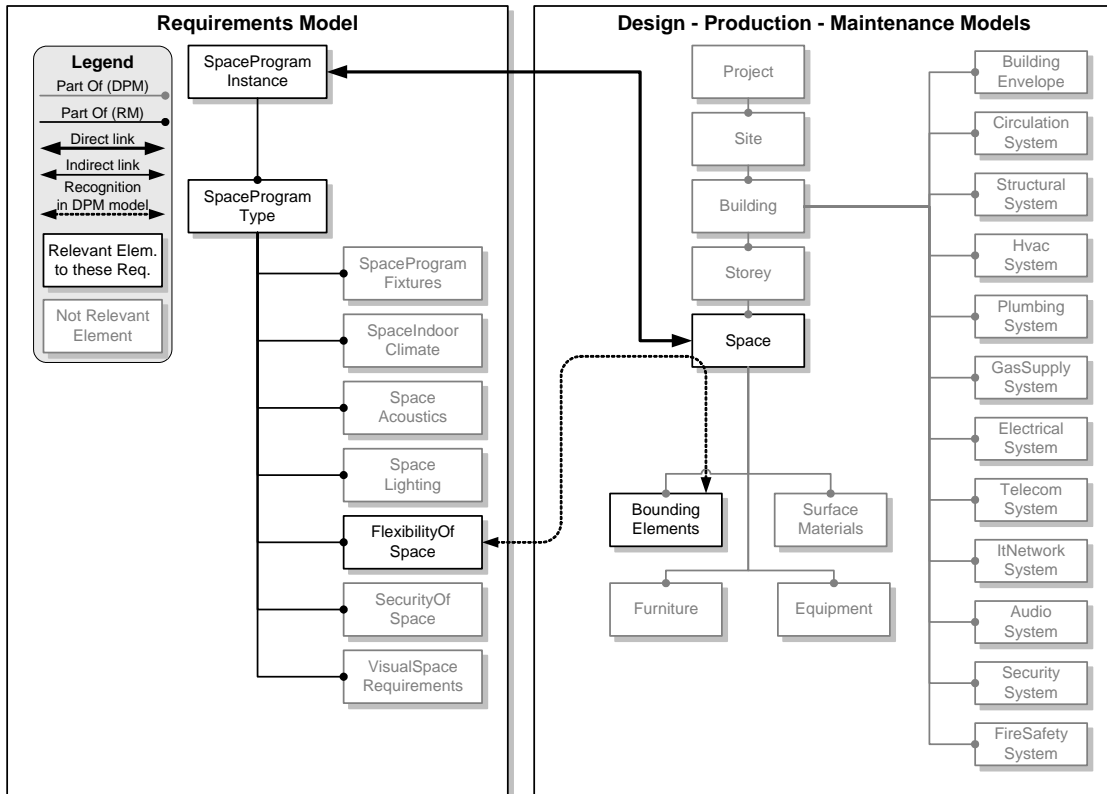 Requirements Model
Legend
Part Of (DPM)
Part Of (RM)
Direct link
Indirect link
Recognition
in DPM model
Relevant Elem.
to these Req.
Not Relevant
Element
SpaceProgram
Instance
SpaceProgram
Type
SpaceProgram
Fixtures
SpaceIndoor
Climate
Space
Acoustics
Space
Lighting
FlexibilityOf
Space
SecurityOf
Space
VisualSpace
Requirements
Design - Production - Maintenance Models
Project
Site
Building
Storey
Space
Bounding
Elements
Surface
Materials
Furniture
Equipment
Building
Envelope
Circulation
System
Structural
System
Hvac
System
Plumbing
System
GasSupply
System
Electrical
System
Telecom
System
ItNetwork
System
Audio
System
Security
System
FireSafety
System